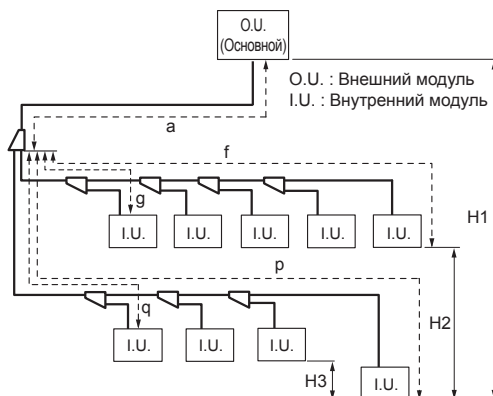 O.U.
(Основной)
O.U. : Внешний модуль
I.U. : Внутренний модуль
a
f
g
H1
I.U.
I.U.
I.U.
I.U.
I.U.
p
q
H2
I.U.
I.U.
I.U.
H3
I.U.